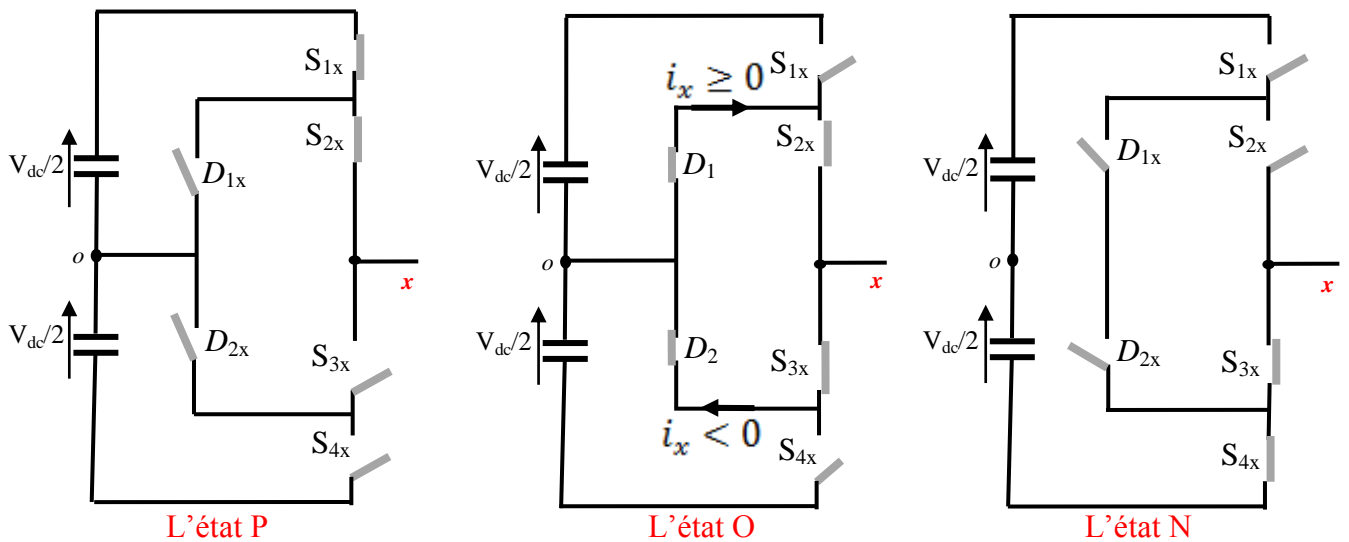 S1x
S2x
Vdc/2
D1x
o
x
Vdc/2
D2x
S3x
S4x
L'état P
S1x
ix ≥ 0
S2x
Vdc/2
D1
o
x
Vdc/2
D2
S3x
ix < 0
S4x
L'état O
S1x
S2x
Vdc/2
D1x
o
x
Vdc/2
D2x
S3x
S4x
L'état N